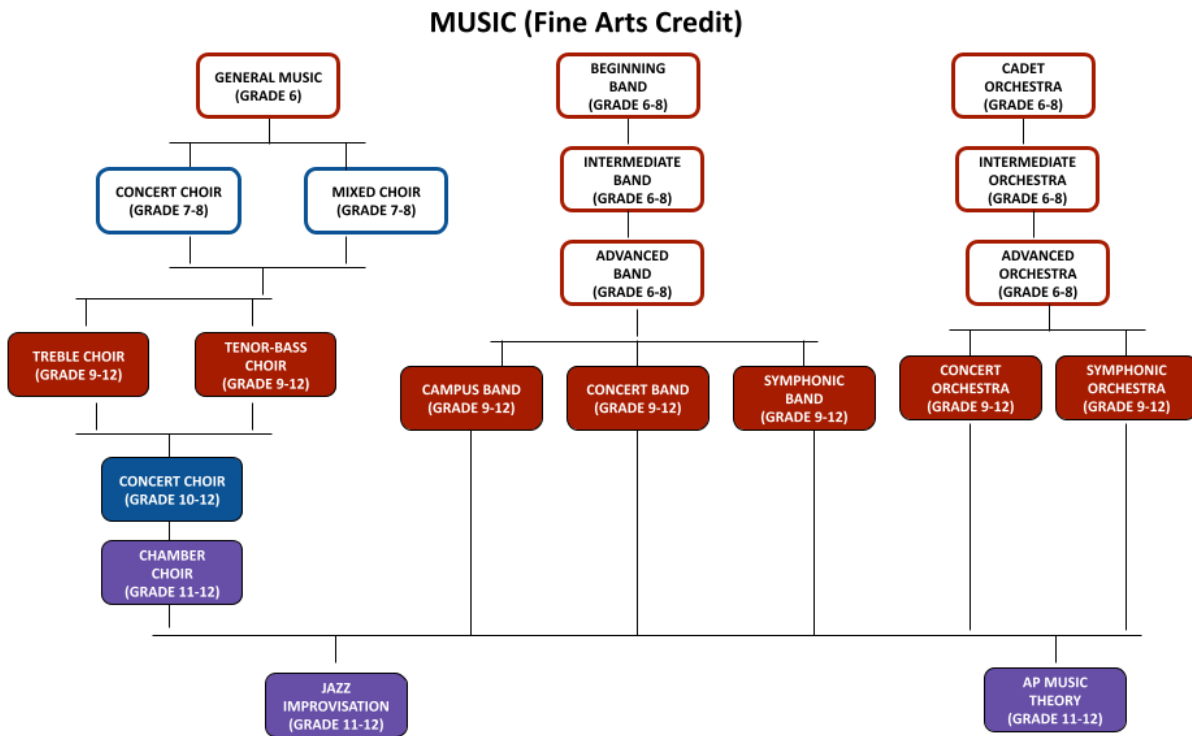 MUSIC (Fine Arts Credit)
GENERAL MUSIC
(GRADE 6)
BEGINNING
BAND
(GRADE 6-8)
CADET
ORCHESTRA
(GRADE 6-8)
CONCERT CHOIR
(GRADE 7-8)
MIXED CHOIR
(GRADE 7-8)
INTERMEDIATE
BAND
(GRADE 6-8)
INTERMEDIATE
ORCHESTRA
(GRADE 6-8)
ADVANCED
BAND
(GRADE 6-8)
ADVANCED
ORCHESTRA
(GRADE 6-8)
TREBLE CHOIR
(GRADE 9-12)
TENOR-BASS
CHOIR
(GRADE 9-12)
CAMPUS BAND
(GRADE 9-12)
CONCERT BAND
(GRADE 9-12)
SYMPHONIC
BAND
(GRADE 9-12)
CONCERT
ORCHESTRA
(GRADE 9-12)
SYMPHONIC
ORCHESTRA
(GRADE 9-12)
CONCERT CHOIR
(GRADE 10-12)
CHAMBER
CHOIR
(GRADE 11-12)
JAZZ
IMPROVISATION
(GRADE 11-12)
AP MUSIC
THEORY
(GRADE 11-12)